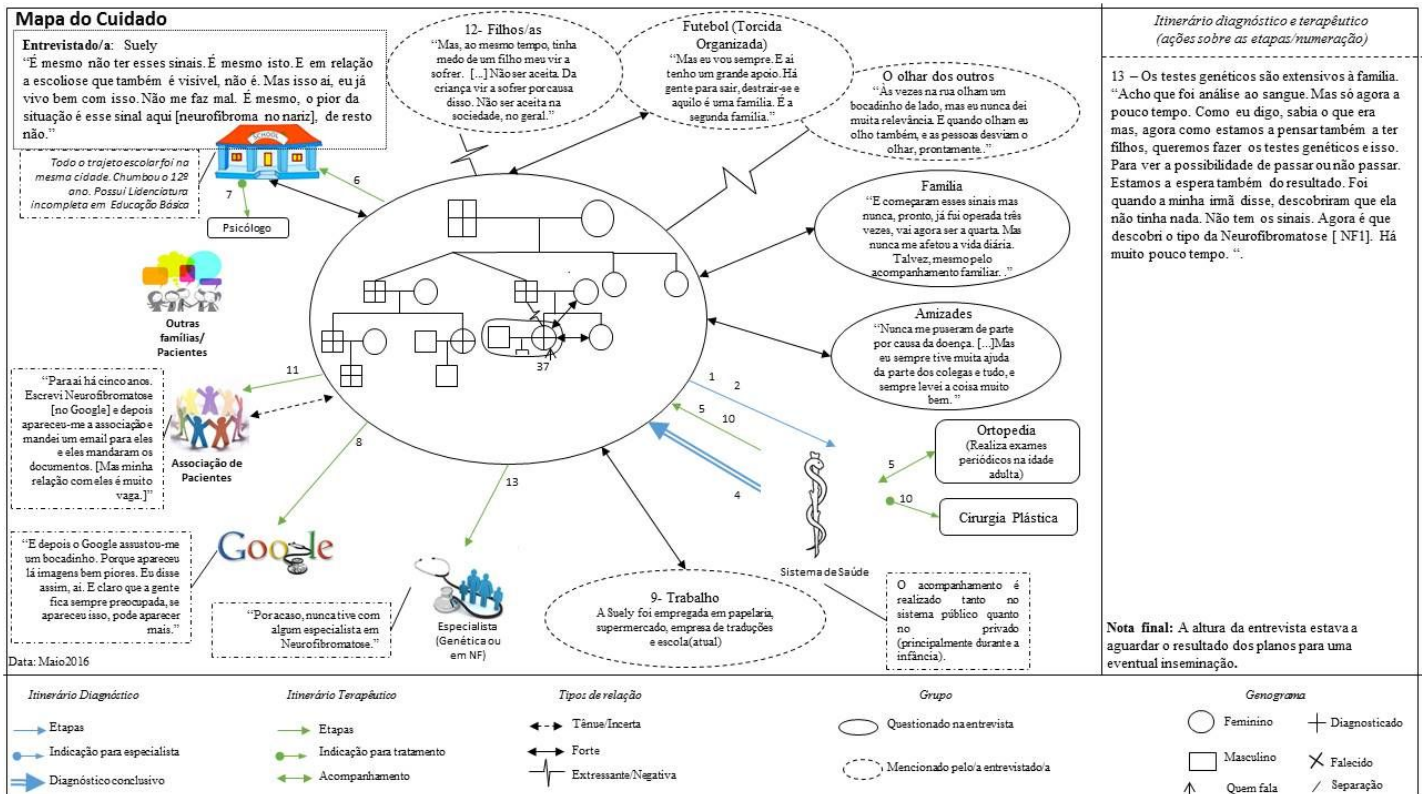 Mapa do Cuidado
Entrevistado/a: Suely
“É mesmo não ter esses sinais. É mesmo isto. E em relação
a escoliose que também é visivel, não é. Mas isso ai, eu já
vivo bem com isso. Não me faz mal. É mesmo, o pior da
situação é esse sinal aqui [neurofibroma no nariz], de resto
não.”
SCHOOL
Todo o trajeto escolar foi na
mesma cidade. Chumbou o 12º
ano. Possui Lidenciatura
incompleta em Educação Básica
7
6
Psicólogo
Outras
famílias/
Pacientes
“Para aí há cinco anos.
Escrevi Neurofibromatose
[no Google] e depois
apareceu-me a associação e
mandei um email para eles
e eles mandaram os
documentos. [Mas minha
relação com eles é muito
vaga.]”
11
Associação de
Pacientes
8
“E depois o Google assustou-me
um bocadinho. Porque apareceu
lá imagens bem piores. Eu disse
assim, ai. E claro que a gente
fica sempre preocupada, se
apareceu isso, pode aparecer
mais.”
Google
“Por acaso, nunca tive com
algum especialista em
Neurofibromatose.”
13
Especialista
(Genética ou
em NF)
Data: Maio2016
12- Filhos/as
“Mas, ao mesmo tempo, tinha
medo de um filho meu vir a
sofrer. [...] Não ser aceita. Da
criança vir a sofrer por causa
disso. Não ser aceita na
sociedade, no geral.”
Futebol (Torcida
Organizada)
“Mas eu vou sempre. E ai
tenho um grande apoio. Há
gente para sair, destrair-se e
aquilo é uma familia. É a
segunda familia.”
O olhar dos outros
“Às vezes na rua olham um
bocadinho de lado, mas eu nunca dei
muita relevância. E quando olham eu
olho também, e as pessoas desviam o
olhar, prontamente..”
Família
“E começaram esses sinais mas
nunca, pronto, já fui operada três
vezes, vai agora ser a quarta. Mas
nunca me afetou a vida diária.
Talvez, mesmo pelo
acompanhamento familiar. .”
Amizades
“Nunca me puseram de parte
por causa da doença. [...]Mas
eu sempre tive muita ajuda
da parte dos colegas e tudo, e
sempre levei a coisa muito
bem. ”
37
1
2
5
10
4
Ortopedia
(Realiza exames
periódicos na idade
adulta)
5
10
Cirurgia Plástica
Sistema de Saúde
O acompanhamento é
realizado tanto no
sistema público quanto
no privado
(principalmente durante a
infância).
9- Trabalho
A Suely foi empregada em papelaria,
supermercado, empresa de traduções
e escola(atual)
Itinerário diagnóstico e terapêutico
(ações sobre as etapas/numeração)
13 – Os testes genéticos são extensivos à familia.
“Acho que foi análise ao sangue. Mas só agora a
pouco tempo. Como eu digo, sabia o que era
mas, agora como estamos a pensar também a ter
filhos, queremos fazer os testes genéticos e isso.
Para ver a possibilidade de passar ou não passar.
Estamos a espera também do resultado. Foi
quando a minha irmã disse, descobriram que ela
não tinha nada. Não tem os sinais. Agora é que
descobri o tipo da Neurofibromatose [ NF1]. Há
muito pouco tempo. “.
Nota final: A altura da entrevista estava a
aguardar o resultado dos planos para uma
eventual inseminação.
Itinerário Diagnóstico
Etapas
Indicação para especialista
Diagnóstico conclusivo
Itinerário Terapêutico
Etapas
Indicação para tratamento
Acompanhamento
Tipos de relação
Tênue/Incerta
Forte
Extressante/Negativa
Grupo
Questionado na entrevista
Mencionado pelo/a entrevistado/a
Genograma
Feminino
Diagnosticado
Masculino
Falecido
Quem fala
Separação